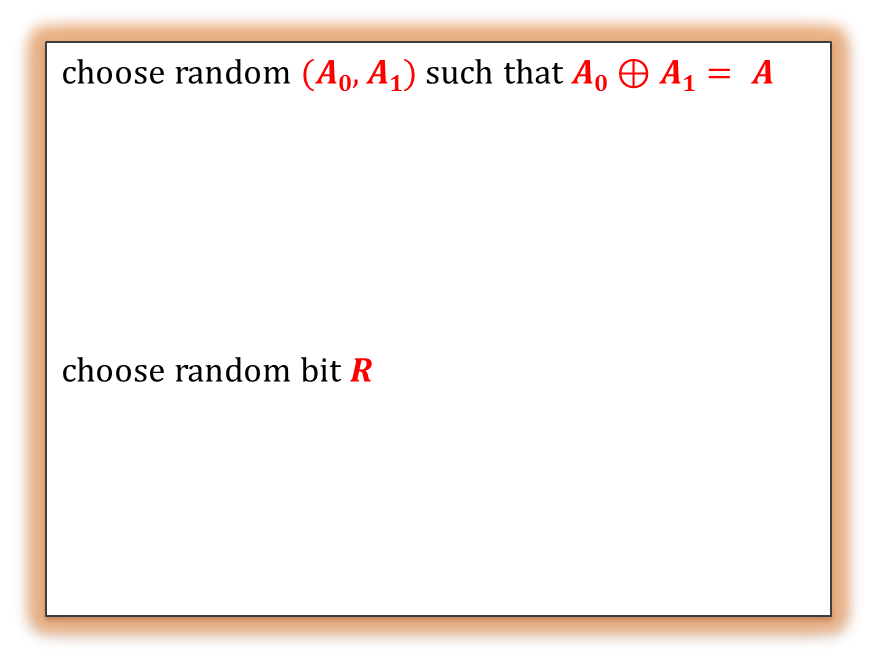 choose random (A₀, A₁) such that A₀ ⊕ A₁ = A
choose random bit R